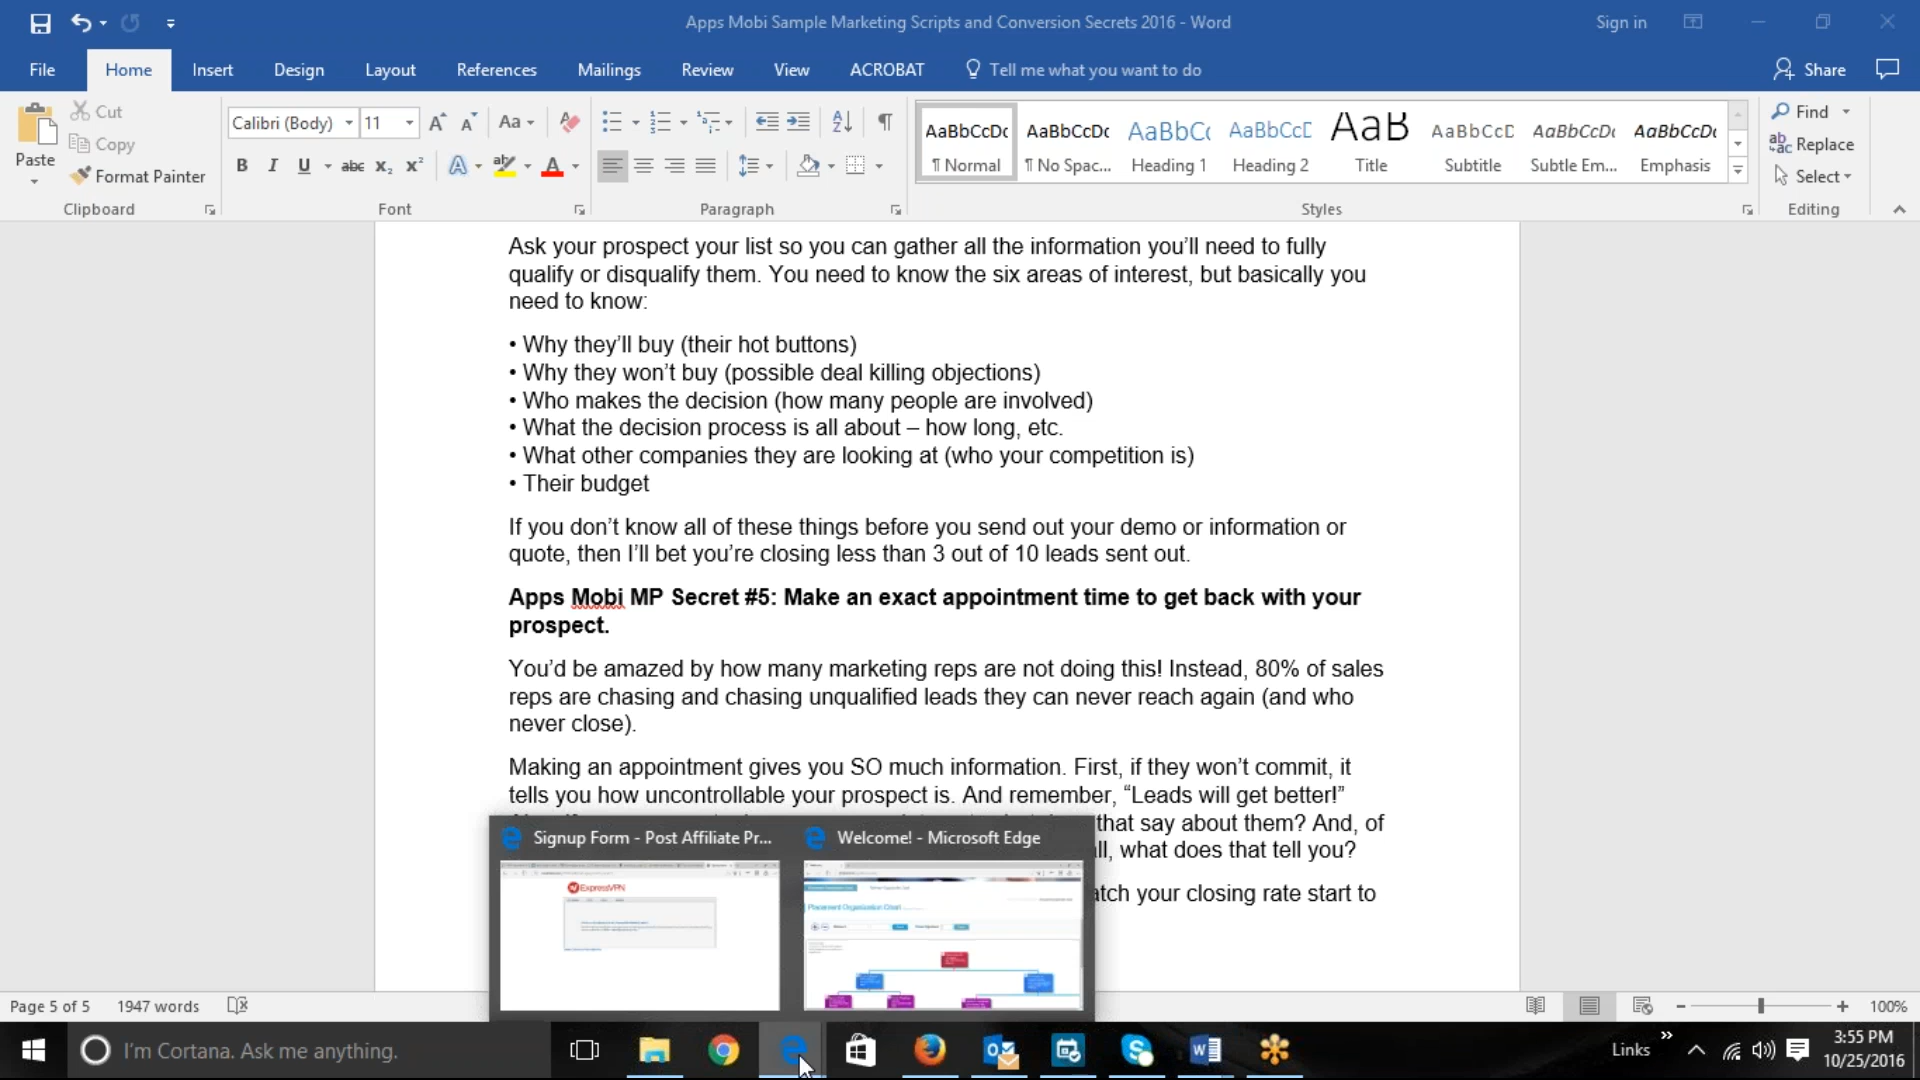 Apps Mobi Sample Marketing Scripts and Conversion Secrets 2016 - Word
Sign in
File Home Insert Design Layout References Mailings Review View ACROBAT Tell me what you want to do Share
Paste
Cut
Copy
Format Painter
Clipboard
Calibri (Body) 11
Font
Paragraph
AaBbCcDc AaBbCcDc AaBbCc AaBbCcD AaB AaBbCcD AaBbCcDc AaBbCcDc
¶ Normal ¶ No Spac... Heading 1 Heading 2 Title Subtitle Subtle Em... Emphasis
Styles
Find
Replace
Select
Editing
Ask your prospect your list so you can gather all the information you’ll need to fully
qualify or disqualify them. You need to know the six areas of interest, but basically you
need to know:
• Why they’ll buy (their hot buttons)
• Why they won’t buy (possible deal killing objections)
• Who makes the decision (how many people are involved)
• What the decision process is all about – how long, etc.
• What other companies they are looking at (who your competition is)
• Their budget
If you don’t know all of these things before you send out your demo or information or
quote, then I’ll bet you’re closing less than 3 out of 10 leads sent out.
Apps Mobi MP Secret #5: Make an exact appointment time to get back with your
prospect.
You’d be amazed by how many marketing reps are not doing this! Instead, 80% of sales
reps are chasing and chasing unqualified leads they can never reach again (and who
never close).
Making an appointment gives you SO much information. First, if they won’t commit, it
tells you how uncontrollable your prospect is. And remember, “Leads will get better!”
that say about them? And, of
what does that tell you?
your closing rate start to
Signup Form - Post Affiliate Pr...
Welcome! - Microsoft Edge
ExpressVPN
Placement Organization Chart
Page 5 of 5 1947 words
100%
I'm Cortana. Ask me anything.
Links
3:55 PM
10/25/2016